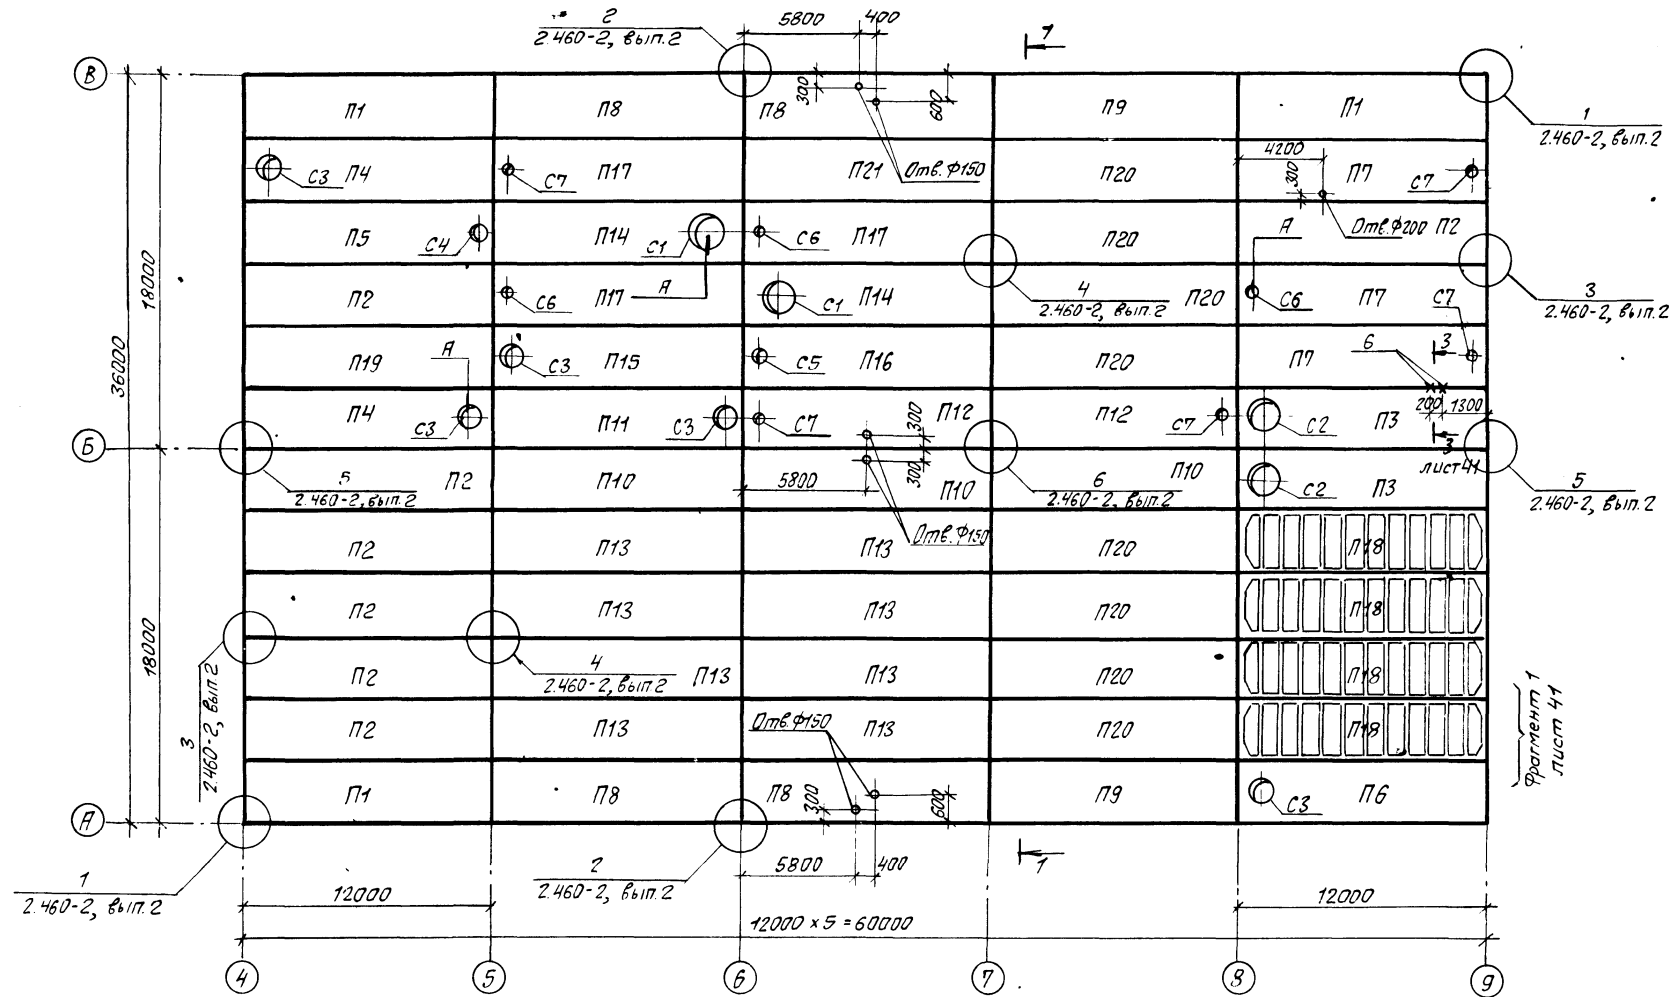 2
2.460-2, вып.2
5800
400
1
В
300
600
П1
П8
П8
П9
П1
1
2.460-2, вып.2
4200
300
С3
П4
С7
П17
П21
Отв.Ф150
П20
П7
С7
П5
С4
П14
С1
С6
П17
П20
А
Отв.Ф200
П2
36000
18000
П2
С6
П17
А
С1
П14
4
2.460-2, вып.2
П20
С6
П7
С7
3
2.460-2, вып.2
П19
А
С3
П15
С5
П16
П20
П7
6
3
П4
С3
П11
С3
С7
300
П12
П12
С7
С2
П3
200
1300
3
лист 41
Б
5
2.460-2, вып.2
П2
П10
5800
300
П10
6
2.460-2, вып.2
П10
С2
П3
5
2.460-2, вып.2
18000
П2
П13
П13
Отв.Ф150
П20
П18
П2
П13
П13
П20
П18
3
2.460-2, вып.2
П2
4
2.460-2, вып.2
П13
П13
П20
П18
П2
П13
Отв.Ф150
П13
П20
П18
Фрагмент 1
лист 41
А
П1
П8
П8
300
600
П9
С3
П6
1
2.460-2, вып.2
2
2.460-2, вып.2
5800
400
1
12000
12000
12000 х 5 = 60000
4
5
6
7
8
9